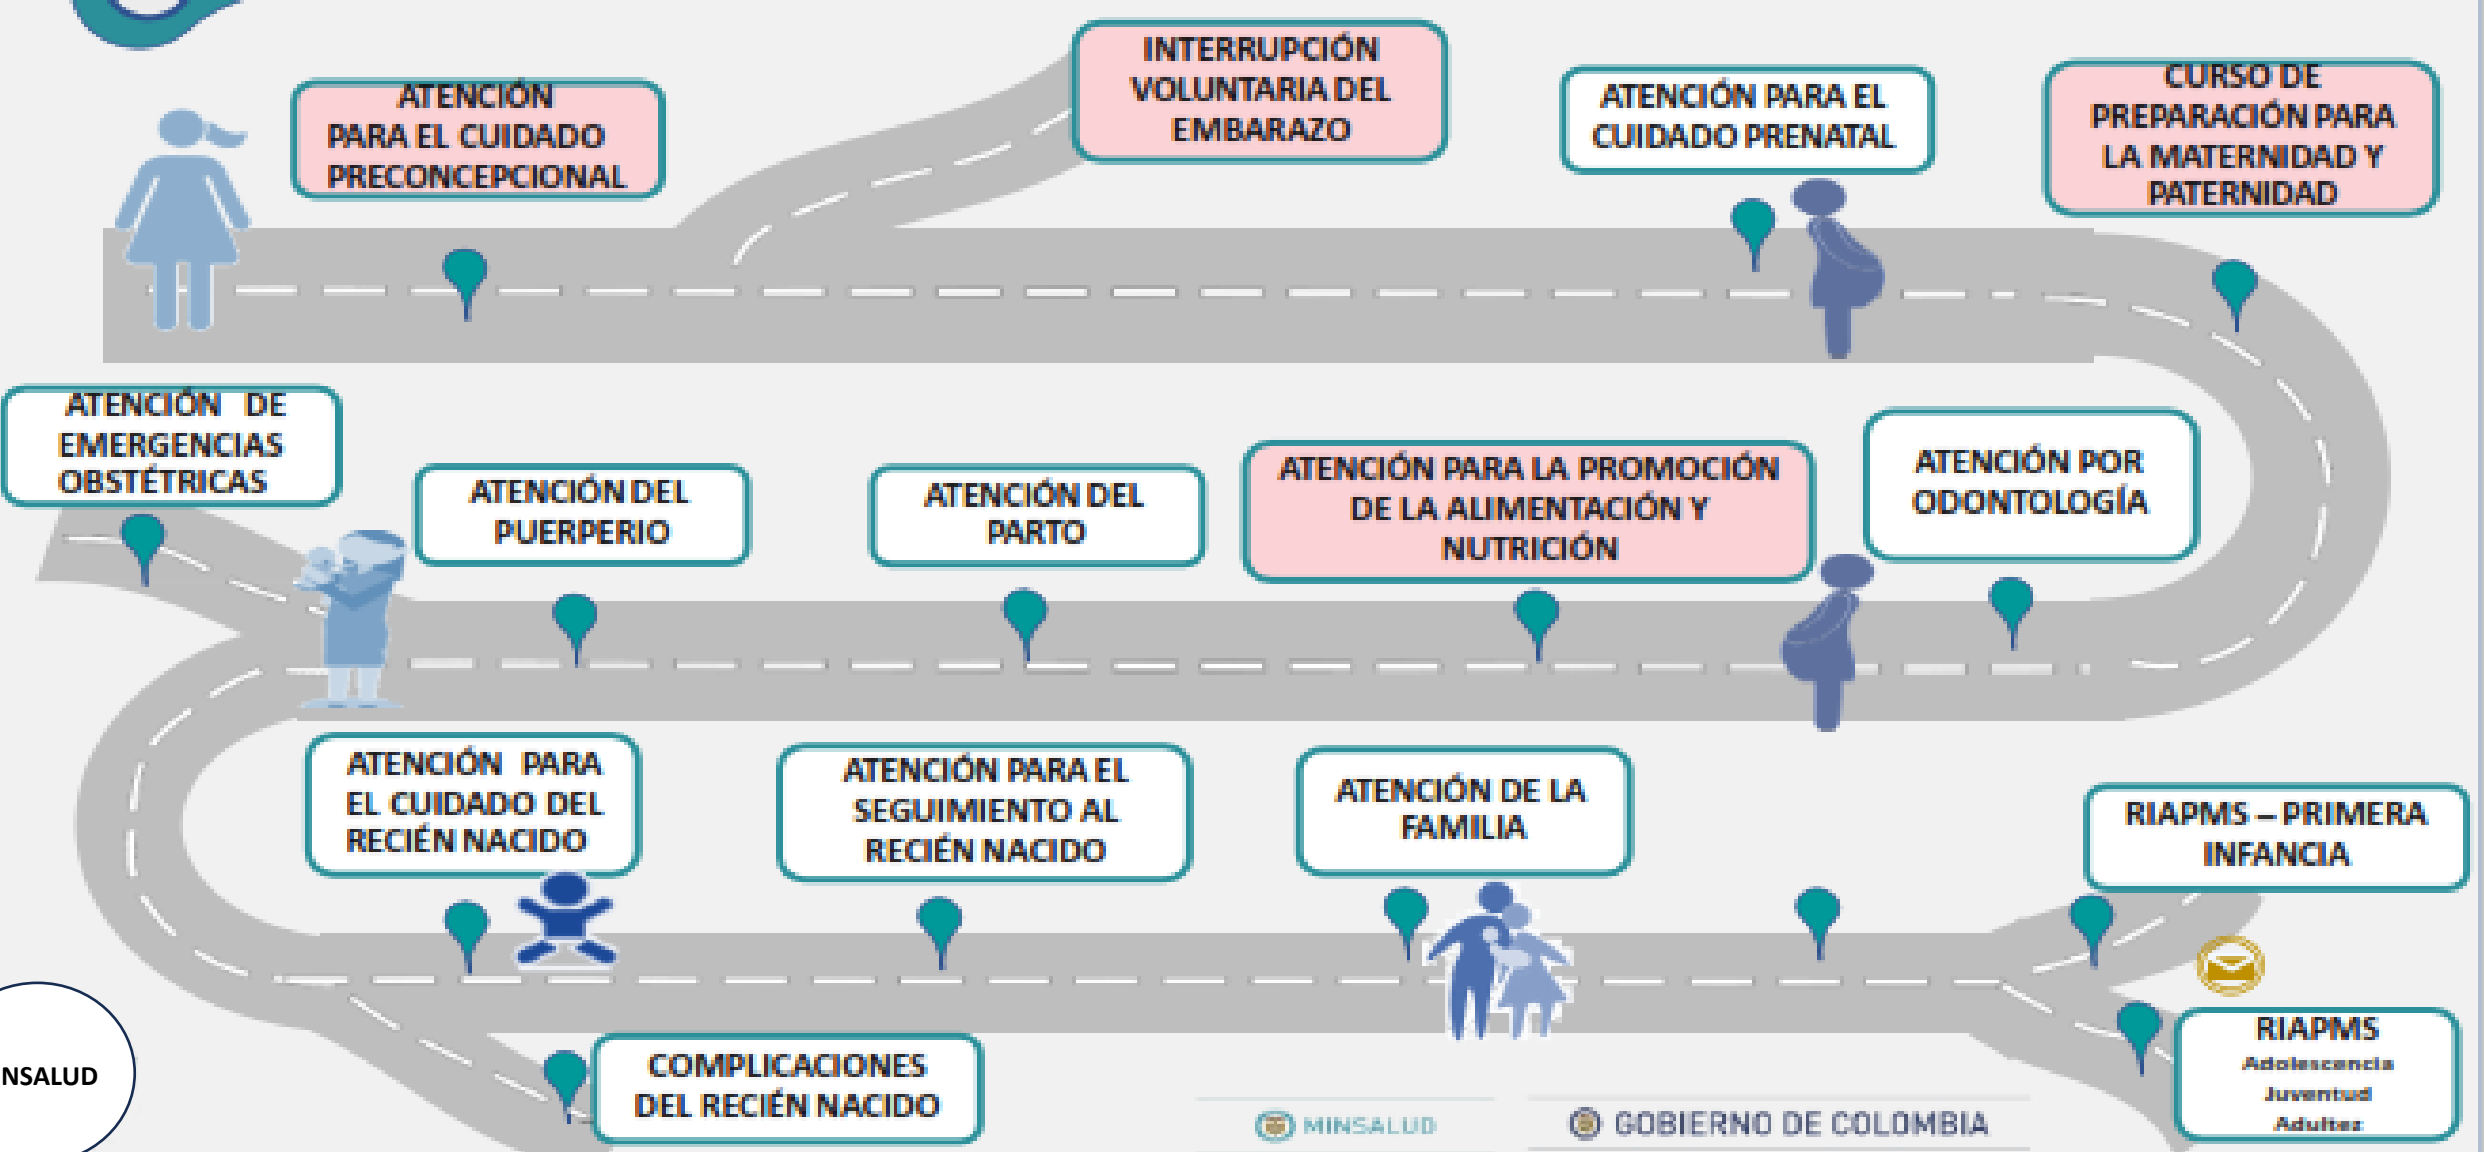 ATENCIÓN
PARA EL CUIDADO
PRECONCEPCIONAL
INTERRUPCIÓN
VOLUNTARIA DEL
EMBARAZO
ATENCIÓN PARA EL
CUIDADO PRENATAL
CURSO DE
PREPARACIÓN PARA
LA MATERNIDAD Y
PATERNIDAD
ATENCIÓN DE
EMERGENCIAS
OBSTÉTRICAS
ATENCIÓN DEL
PUERPERIO
ATENCIÓN DEL
PARTO
ATENCIÓN PARA LA PROMOCIÓN
DE LA ALIMENTACIÓN Y
NUTRICIÓN
ATENCIÓN POR
ODONTOLOGÍA
ATENCIÓN PARA
EL CUIDADO DEL
RECIÉN NACIDO
ATENCIÓN PARA EL
SEGUIMIENTO AL
RECIÉN NACIDO
ATENCIÓN DE LA
FAMILIA
RIAPMS – PRIMERA
INFANCIA
RIAPMS
Adolescencia
Juventud
Adultez
COMPLICACIONES
DEL RECIÉN NACIDO
NSALUD
MINSALUD
GOBIERNO DE COLOMBIA